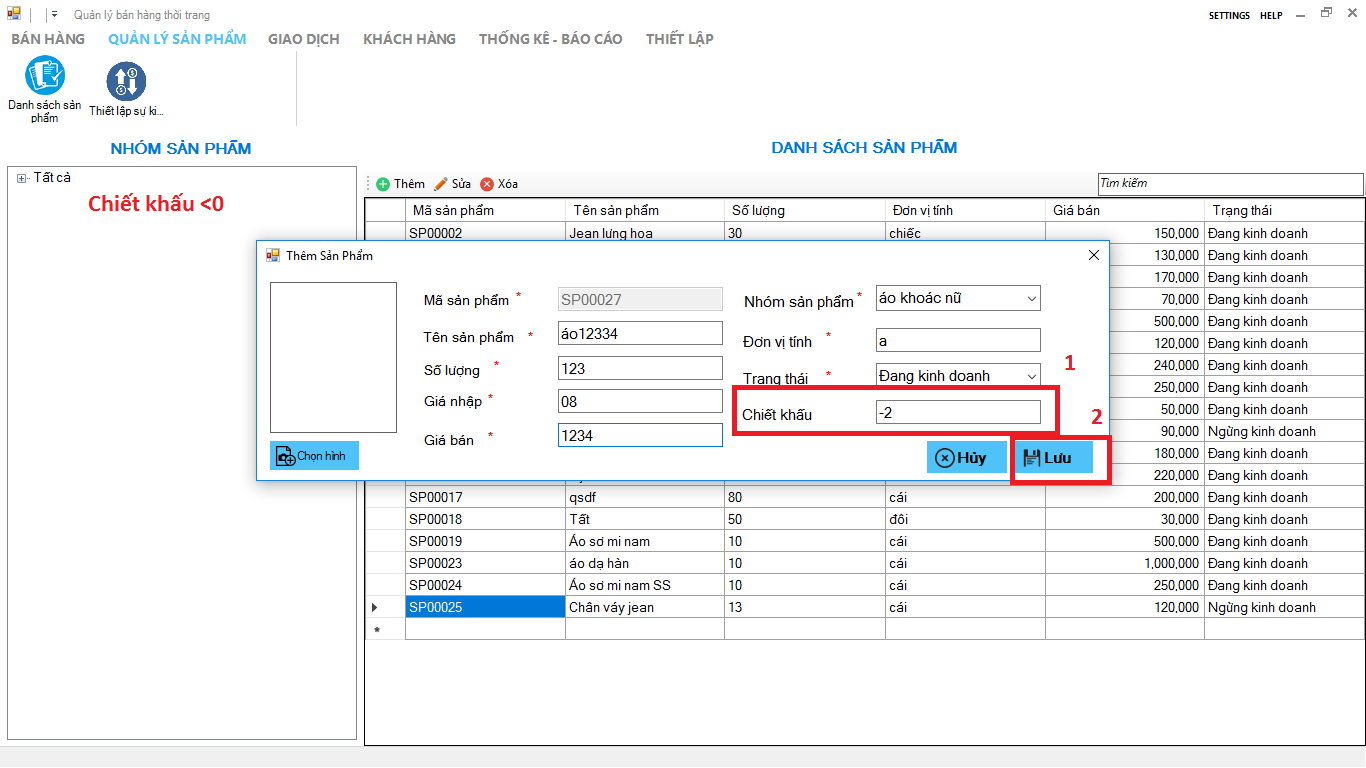 Quản lý bán hàng thời trang
SETTINGS HELP
BÁN HÀNG QUẢN LÝ SẢN PHẨM GIAO DỊCH KHÁCH HÀNG THỐNG KÊ - BÁO CÁO THIẾT LẬP
Danh sách sản phẩm
Thiết lập sự ki...
NHÓM SẢN PHẨM
Tất cả
Chiết khấu <0
DANH SÁCH SẢN PHẨM
Thêm Sửa Xóa
Tìm kiếm
Mã sản phẩm Tên sản phẩm Số lượng Đơn vị tính Giá bán Trạng thái
SP00002 Jean lưng hoa 30 chiếc 150,000 Đang kinh doanh
130,000 Đang kinh doanh
170,000 Đang kinh doanh
70,000 Đang kinh doanh
500,000 Đang kinh doanh
120,000 Đang kinh doanh
240,000 Đang kinh doanh
250,000 Đang kinh doanh
50,000 Đang kinh doanh
90,000 Ngừng kinh doanh
180,000 Đang kinh doanh
220,000 Đang kinh doanh
SP00017 qsdf 80 cái 200,000 Đang kinh doanh
SP00018 Tất 50 đôi 30,000 Đang kinh doanh
SP00019 Áo sơ mi nam 10 cái 500,000 Đang kinh doanh
SP00023 áo dạ hàn 10 cái 1,000,000 Đang kinh doanh
SP00024 Áo sơ mi nam SS 10 cái 250,000 Đang kinh doanh
SP00025 Chân váy jean 13 cái 120,000 Ngừng kinh doanh
*
Thêm Sản Phẩm
Mã sản phẩm * SP00027
Tên sản phẩm * áo12334
Số lượng * 123
Giá nhập * 08
Giá bán * 1234
Nhóm sản phẩm * áo khoác nữ
Đơn vị tính * a
Trạng thái * Đang kinh doanh
Chiết khấu -2
1
2
Chọn hình
Hủy
Lưu